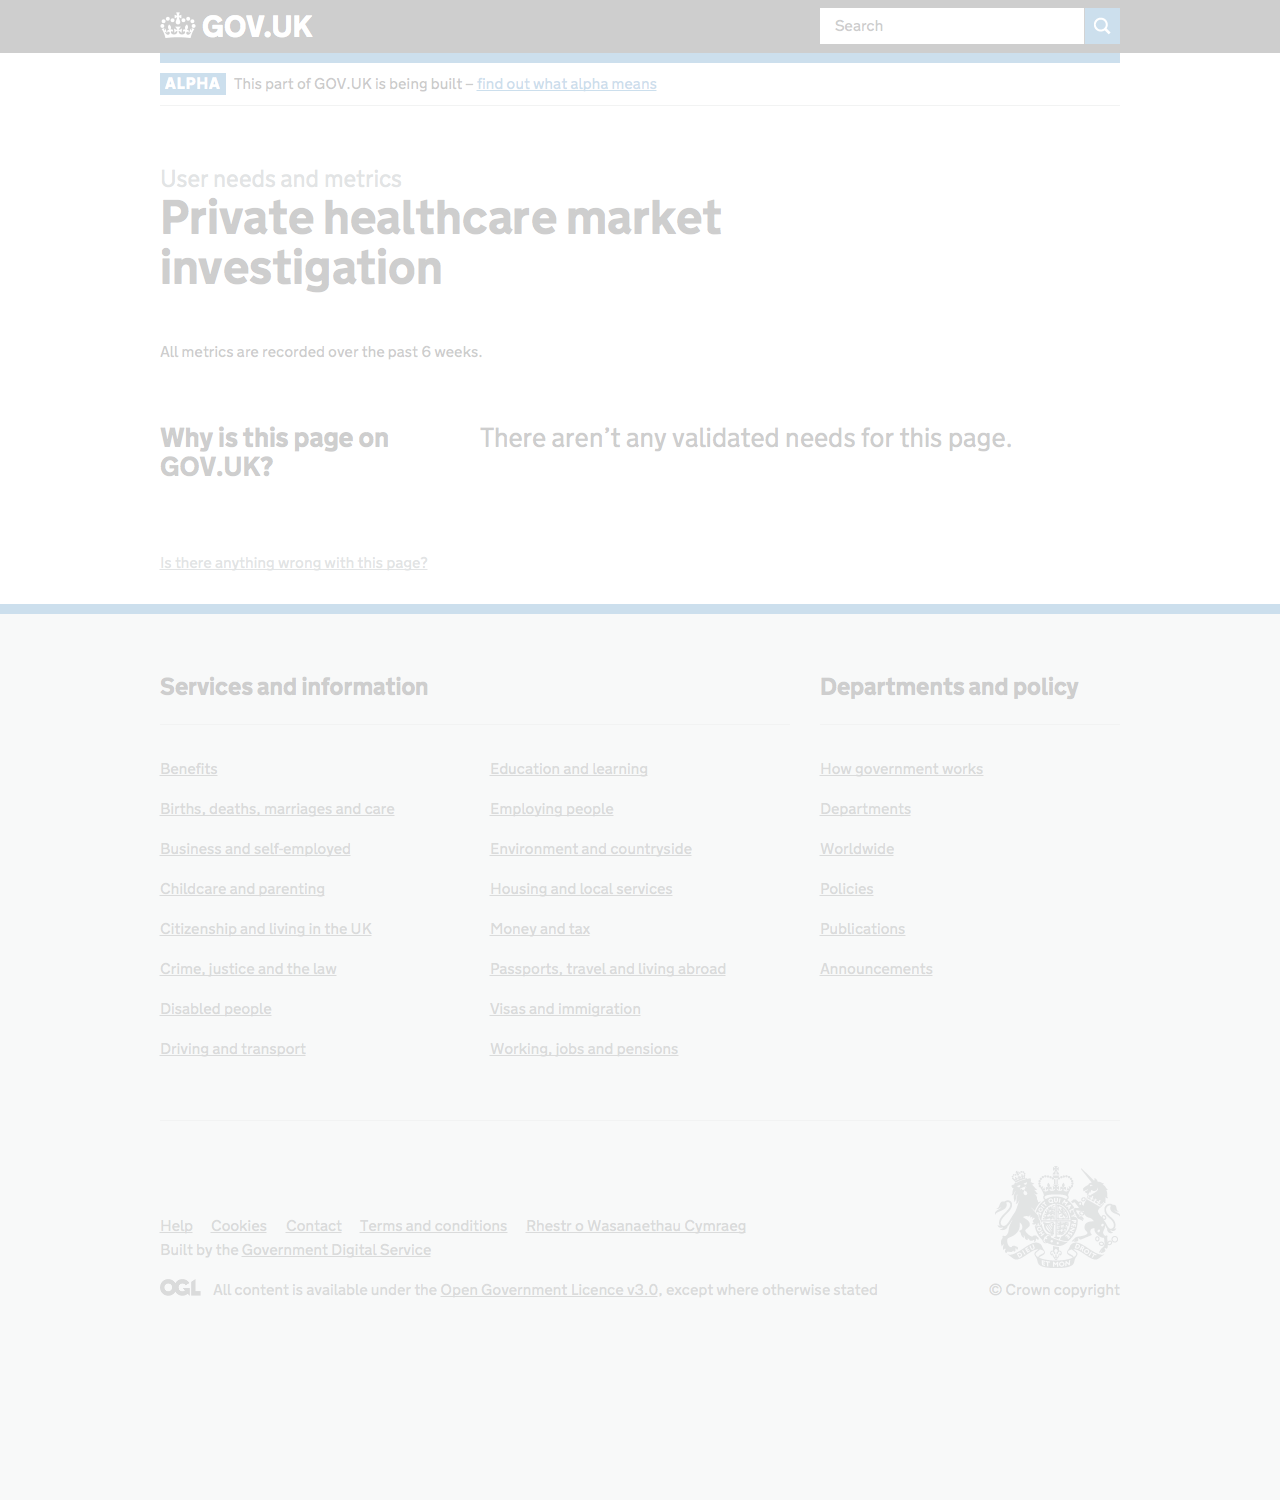 GOV.UK
Search
ALPHA This part of GOV.UK is being built – find out what alpha means
User needs and metrics
Private healthcare market
investigation
All metrics are recorded over the past 6 weeks.
Why is this page on
GOV.UK?
There aren’t any validated needs for this page.
Is there anything wrong with this page?
Services and information
Benefits
Births, deaths, marriages and care
Business and self-employed
Childcare and parenting
Citizenship and living in the UK
Crime, justice and the law
Disabled people
Driving and transport
Education and learning
Employing people
Environment and countryside
Housing and local services
Money and tax
Passports, travel and living abroad
Visas and immigration
Working, jobs and pensions
Departments and policy
How government works
Departments
Worldwide
Policies
Publications
Announcements
Help Cookies Contact Terms and conditions Rhestr o Wasanaethau Cymraeg
Built by the Government Digital Service
OGL All content is available under the Open Government Licence v3.0, except where otherwise stated
© Crown copyright